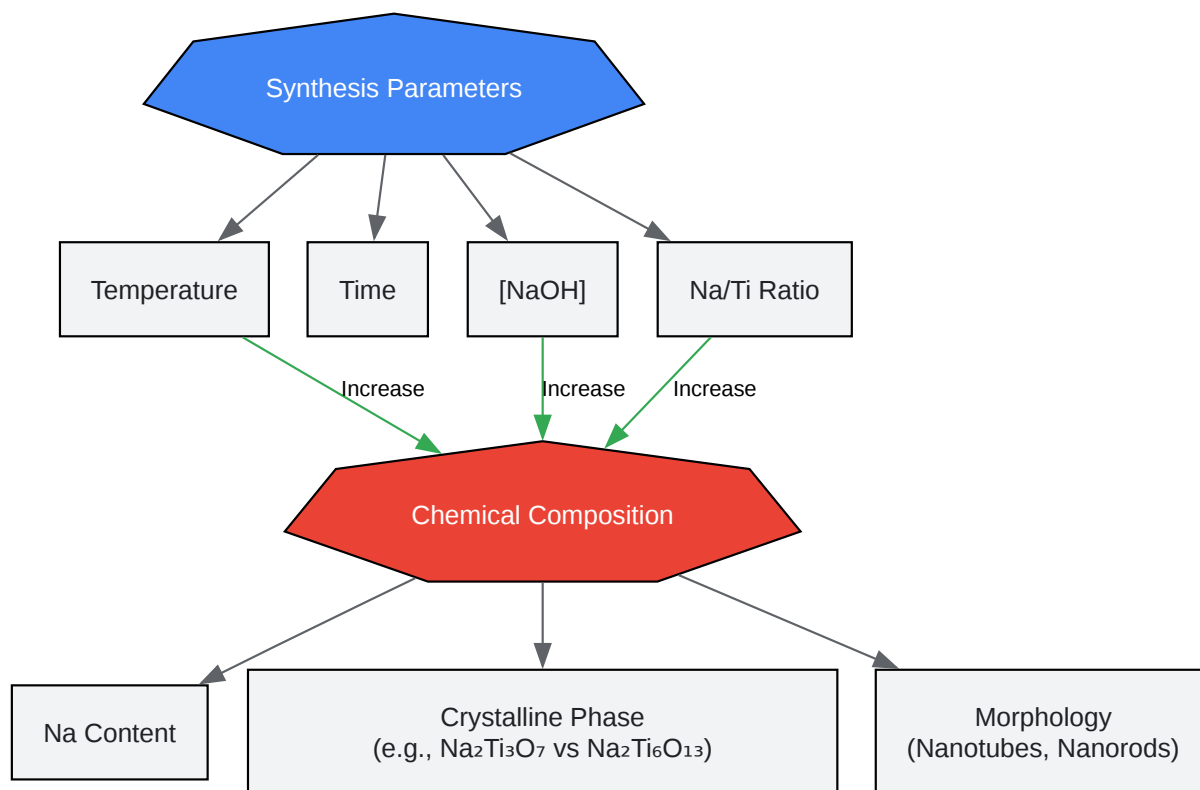 Synthesis Parameters
Temperature
Time
[NaOH]
Na/Ti Ratio
Increase
Increase
Increase
Chemical Composition
Na Content
Crystalline Phase
(e.g., Na₂Ti₃O₇ vs Na₂Ti₆O₁₃)
Morphology
(Nanotubes, Nanorods)